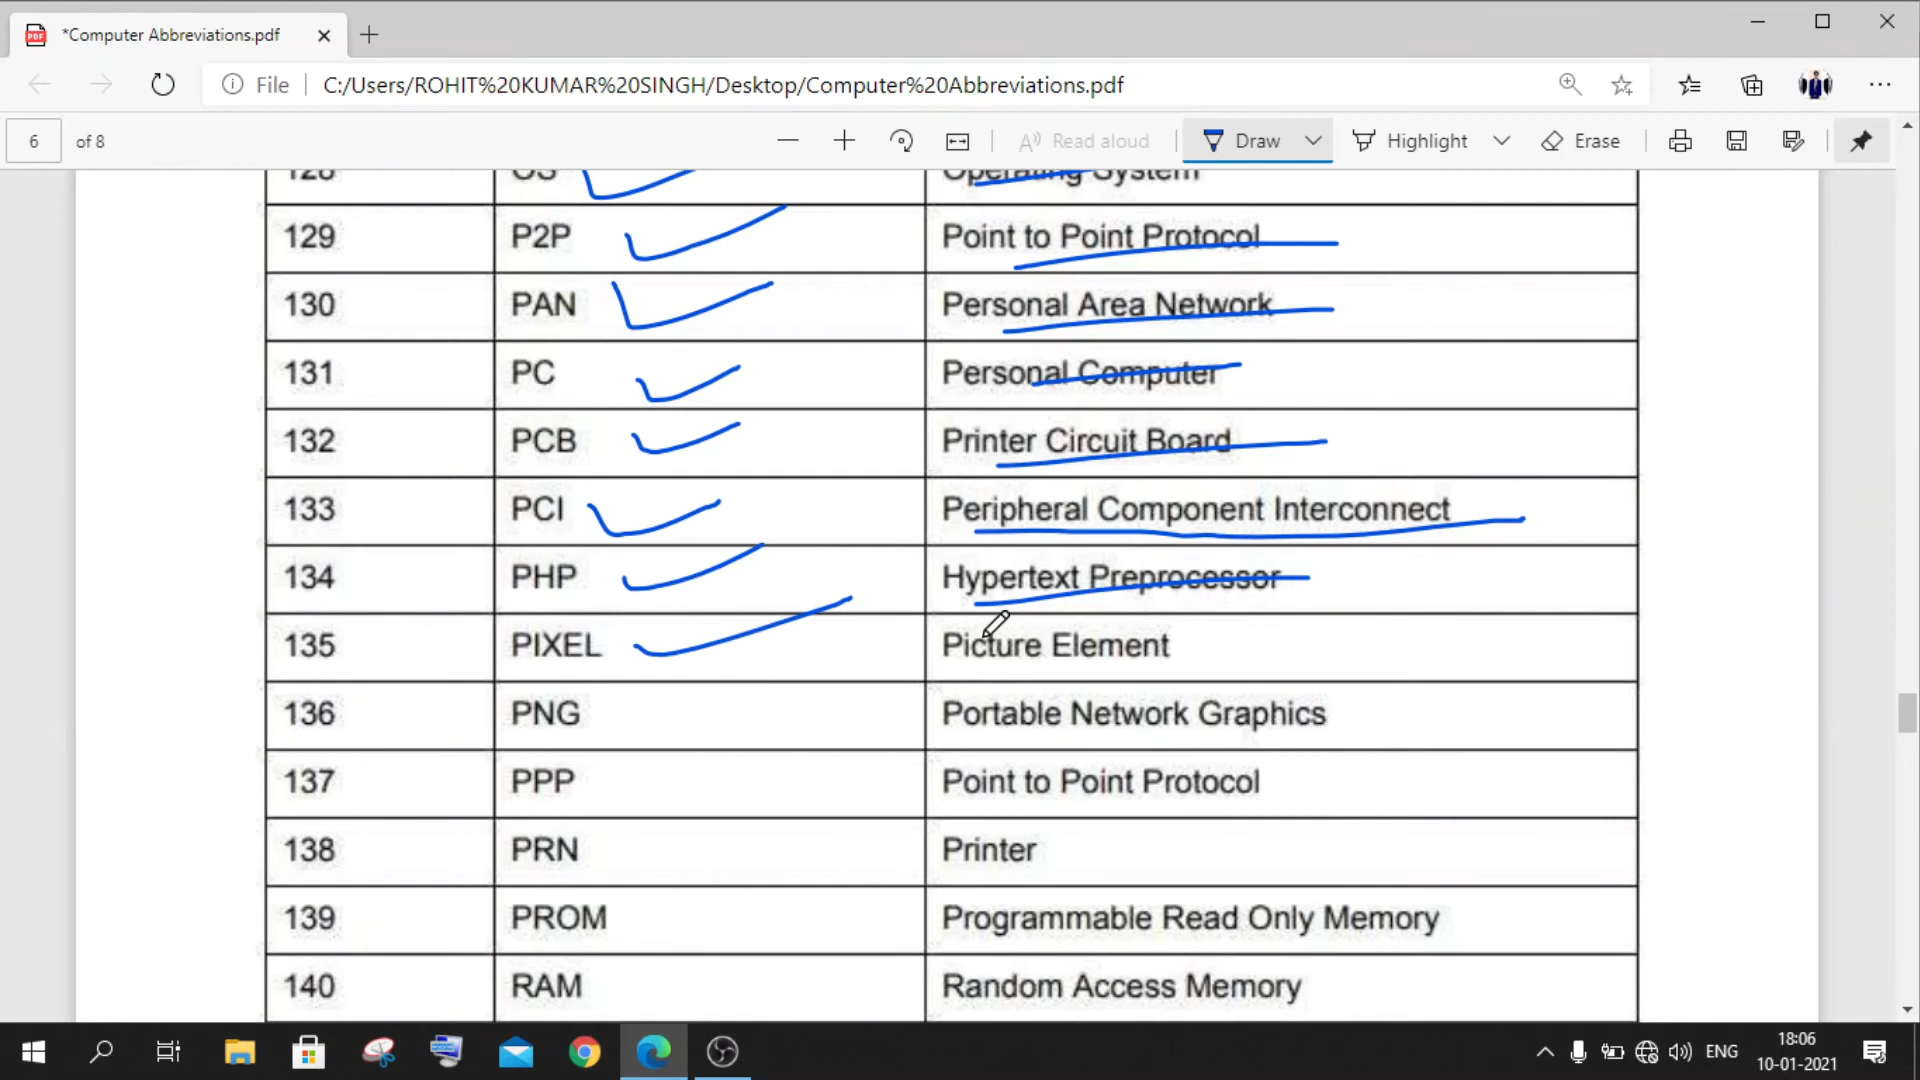 *Computer Abbreviations.pdf
File C:/Users/ROHIT%20KUMAR%20SINGH/Desktop/Computer%20Abbreviations.pdf
6 of 8 Read aloud Draw Highlight Erase
128 OS Operating System
129 P2P Point to Point Protocol
130 PAN Personal Area Network
131 PC Personal Computer
132 PCB Printer Circuit Board
133 PCI Peripheral Component Interconnect
134 PHP Hypertext Preprocessor
135 PIXEL Picture Element
136 PNG Portable Network Graphics
137 PPP Point to Point Protocol
138 PRN Printer
139 PROM Programmable Read Only Memory
140 RAM Random Access Memory
ENG 18:06
10-01-2021